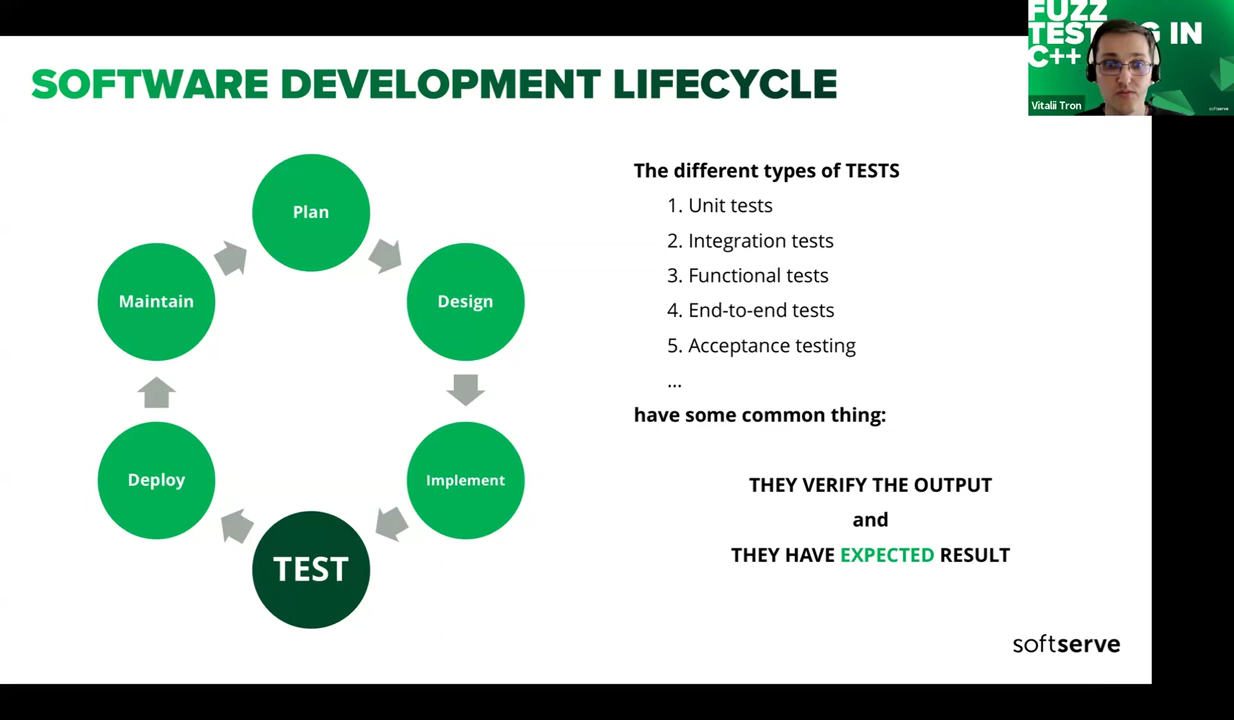 FUZZ
TESTING IN
C++
Vitalii Tron
softserve
SOFTWARE DEVELOPMENT LIFECYCLE
Plan
Design
Implement
TEST
Deploy
Maintain
The different types of TESTS
1. Unit tests
2. Integration tests
3. Functional tests
4. End-to-end tests
5. Acceptance testing
...
have some common thing:
THEY VERIFY THE OUTPUT
and
THEY HAVE EXPECTED RESULT
softserve